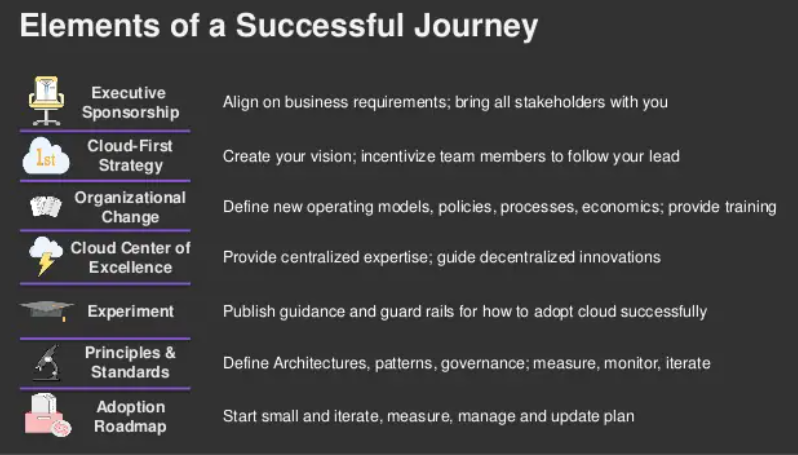 Elements of a Successful Journey
Executive
Sponsorship
Align on business requirements; bring all stakeholders with you
1st
Cloud-First
Strategy
Create your vision; incentivize team members to follow your lead
Organizational
Change
Define new operating models, policies, processes, economics; provide training
Cloud Center of
Excellence
Provide centralized expertise; guide decentralized innovations
Experiment
Publish guidance and guard rails for how to adopt cloud successfully
Principles &
Standards
Define Architectures, patterns, governance; measure, monitor, iterate
Adoption
Roadmap
Start small and iterate, measure, manage and update plan